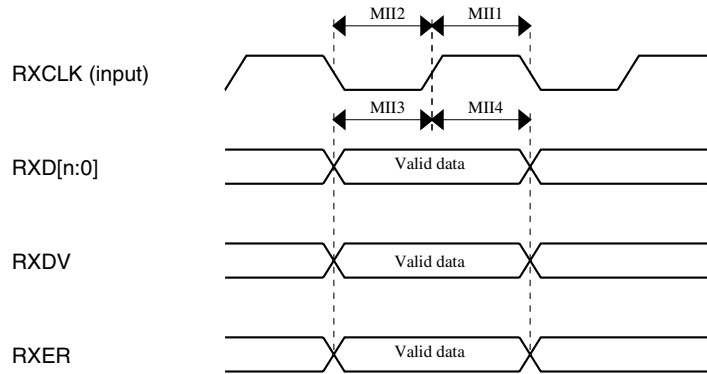 MII2 MII1
RXCLK (input)
MII3 MII4
RXD[n:0] Valid data
RXDV Valid data
RXER Valid data